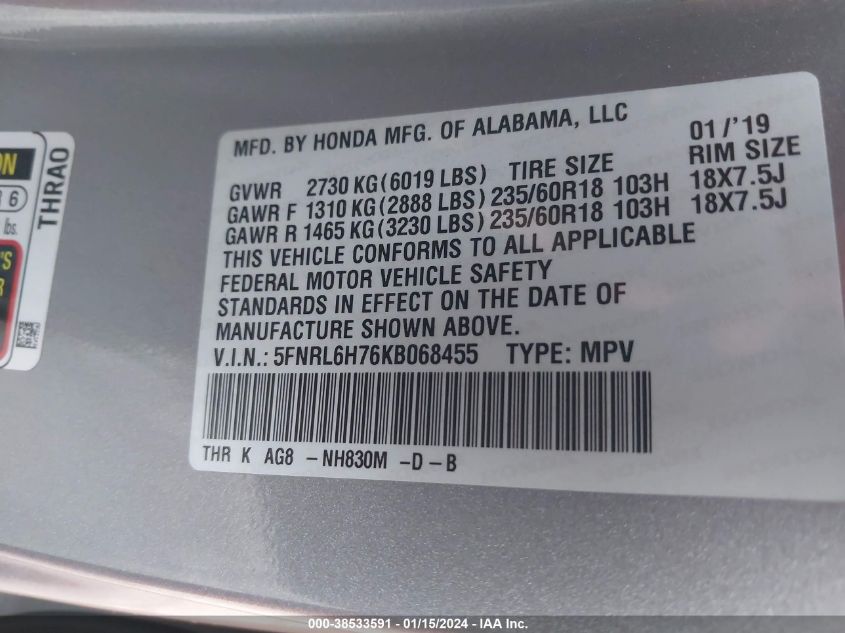 MFD. BY HONDA MFG. OF ALABAMA, LLC 01/'19
GVWR 2730 KG(6019 LBS) TIRE SIZE RIM SIZE
GAWR F 1310 KG(2888 LBS) 235/60R18 103H 18X7.5J
GAWR R 1465 KG(3230 LBS) 235/60R18 103H 18X7.5J
THIS VEHICLE CONFORMS TO ALL APPLICABLE
FEDERAL MOTOR VEHICLE SAFETY
STANDARDS IN EFFECT ON THE DATE OF
MANUFACTURE SHOWN ABOVE.
V.I.N.: 5FNRL6H76KB068455 TYPE: MPV
THR K AG8 -NH830M -D-B
THRAO
ON
6
lbs.
'S
R
000-38533591 - 01/15/2024 - IAA Inc.